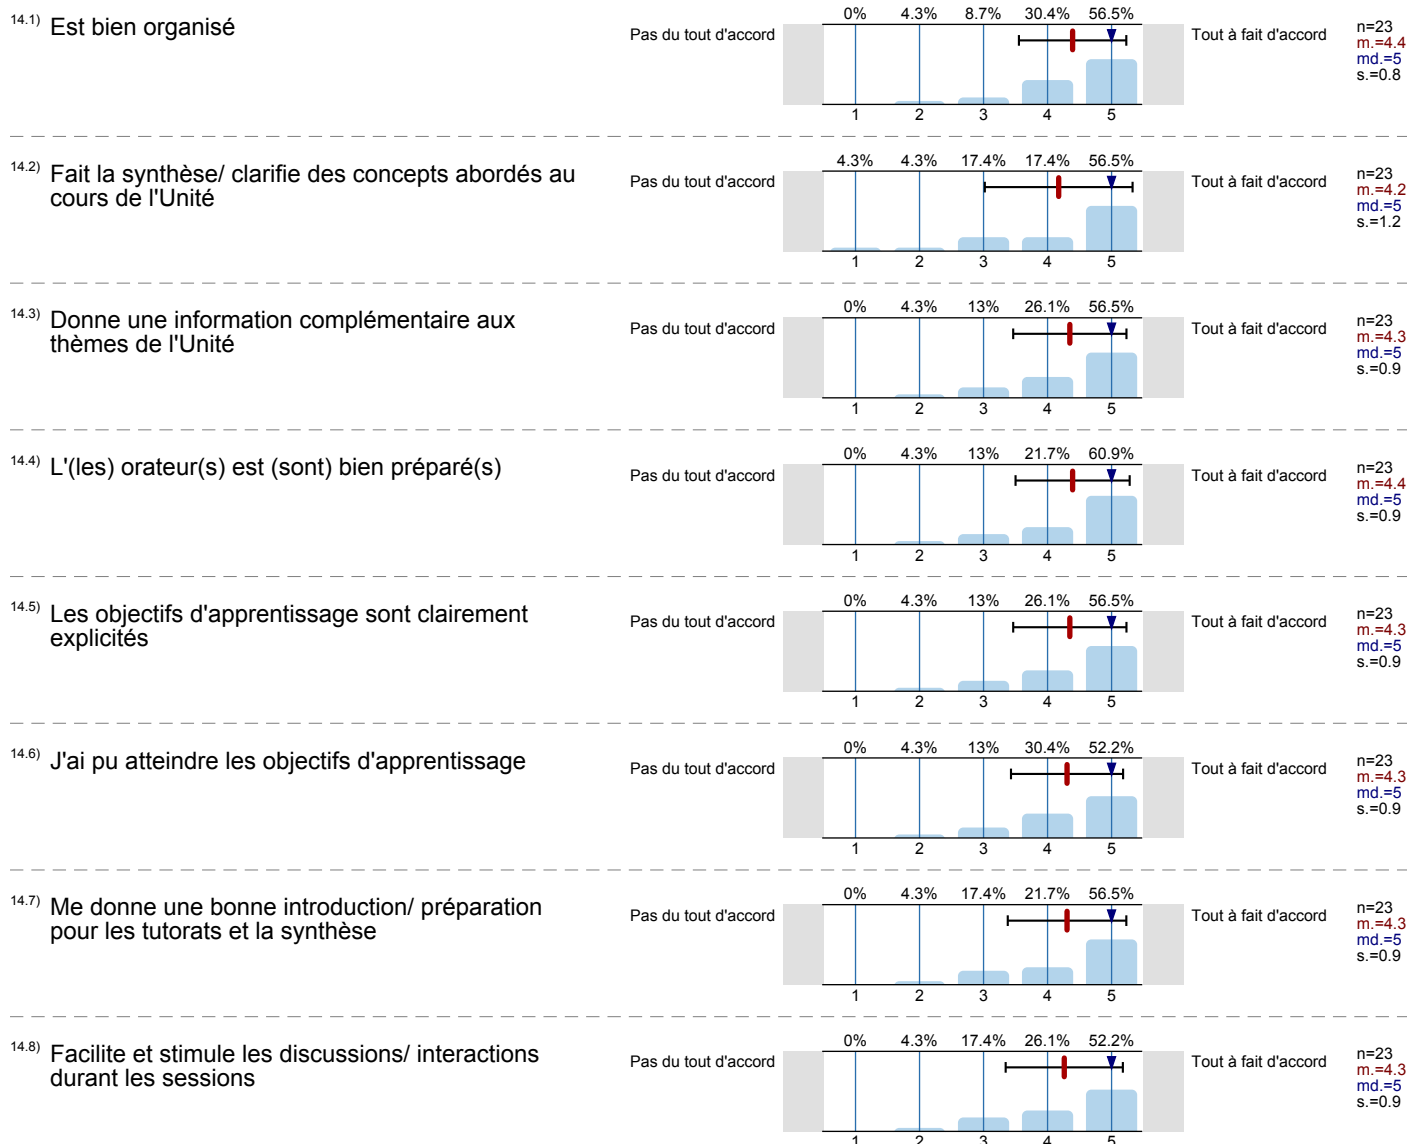 14.1) Est bien organisé
Pas du tout d'accord
0% 4.3% 8.7% 30.4% 56.5%
1 2 3 4 5
Tout à fait d'accord
n=23
m.=4.4
md.=5
s.=0.8
14.2) Fait la synthèse/ clarifie des concepts abordés au
cours de l'Unité
Pas du tout d'accord
4.3% 4.3% 17.4% 17.4% 56.5%
1 2 3 4 5
Tout à fait d'accord
n=23
m.=4.2
md.=5
s.=1.2
14.3) Donne une information complémentaire aux
thèmes de l'Unité
Pas du tout d'accord
0% 4.3% 13% 26.1% 56.5%
1 2 3 4 5
Tout à fait d'accord
n=23
m.=4.3
md.=5
s.=0.9
14.4) L'(les) orateur(s) est (sont) bien préparé(s)
Pas du tout d'accord
0% 4.3% 13% 21.7% 60.9%
1 2 3 4 5
Tout à fait d'accord
n=23
m.=4.4
md.=5
s.=0.9
14.5) Les objectifs d'apprentissage sont clairement
explicités
Pas du tout d'accord
0% 4.3% 13% 26.1% 56.5%
1 2 3 4 5
Tout à fait d'accord
n=23
m.=4.3
md.=5
s.=0.9
14.6) J'ai pu atteindre les objectifs d'apprentissage
Pas du tout d'accord
0% 4.3% 13% 30.4% 52.2%
1 2 3 4 5
Tout à fait d'accord
n=23
m.=4.3
md.=5
s.=0.9
14.7) Me donne une bonne introduction/ préparation
pour les tutorats et la synthèse
Pas du tout d'accord
0% 4.3% 17.4% 21.7% 56.5%
1 2 3 4 5
Tout à fait d'accord
n=23
m.=4.3
md.=5
s.=0.9
14.8) Facilite et stimule les discussions/ interactions
durant les sessions
Pas du tout d'accord
0% 4.3% 17.4% 26.1% 52.2%
1 2 3 4 5
Tout à fait d'accord
n=23
m.=4.3
md.=5
s.=0.9